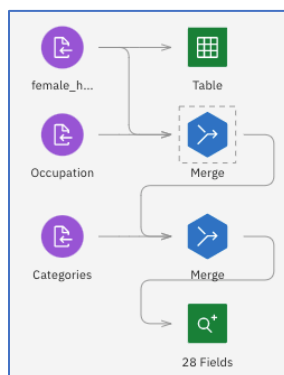 female_h...
Table
Occupation
Merge
Categories
Merge
28 Fields